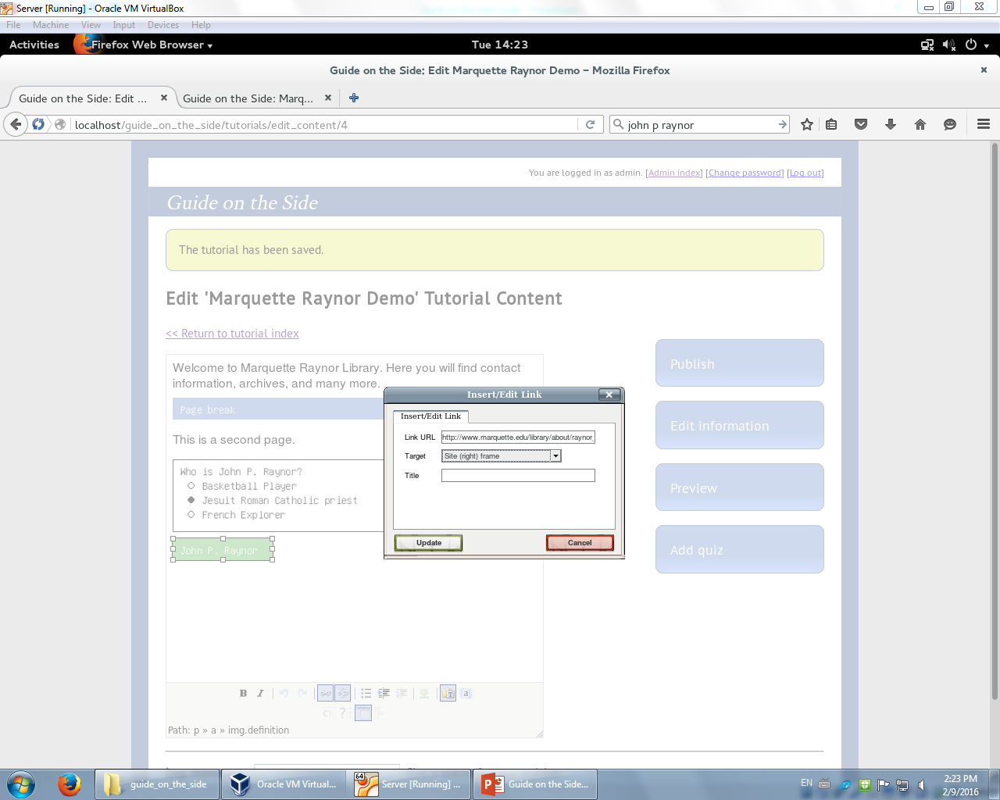 Server [Running] - Oracle VM VirtualBox
File Machine View Input Devices Help
Activities Firefox Web Browser Tue 14:23
Guide on the Side: Edit Marquette Raynor Demo – Mozilla Firefox
Guide on the Side: Edit ... Guide on the Side: Marq...
localhost/guide_on_the_side/tutorials/edit_content/4 john p raynor
You are logged in as admin. [Admin index] [Change password] [Log out]
Guide on the Side
The tutorial has been saved.
Edit 'Marquette Raynor Demo' Tutorial Content
<< Return to tutorial index
Welcome to Marquette Raynor Library. Here you will find contact
information, archives, and many more.
Page break
This is a second page.
Who is John P. Raynor?
Basketball Player
Jesuit Roman Catholic priest
French Explorer
John P. Raynor
Insert/Edit Link
Insert/Edit Link
Link URL http://www.marquette.edu/library/about/raynor_
Target Site (right) frame
Title
Update Cancel
Publish
Edit information
Preview
Add quiz
B I
Path: p » a » img.definition
guide_on_the_side Oracle VM Virtual... 64 Server [Running] ... Guide on the Side... EN 2:23 PM
2/9/2016